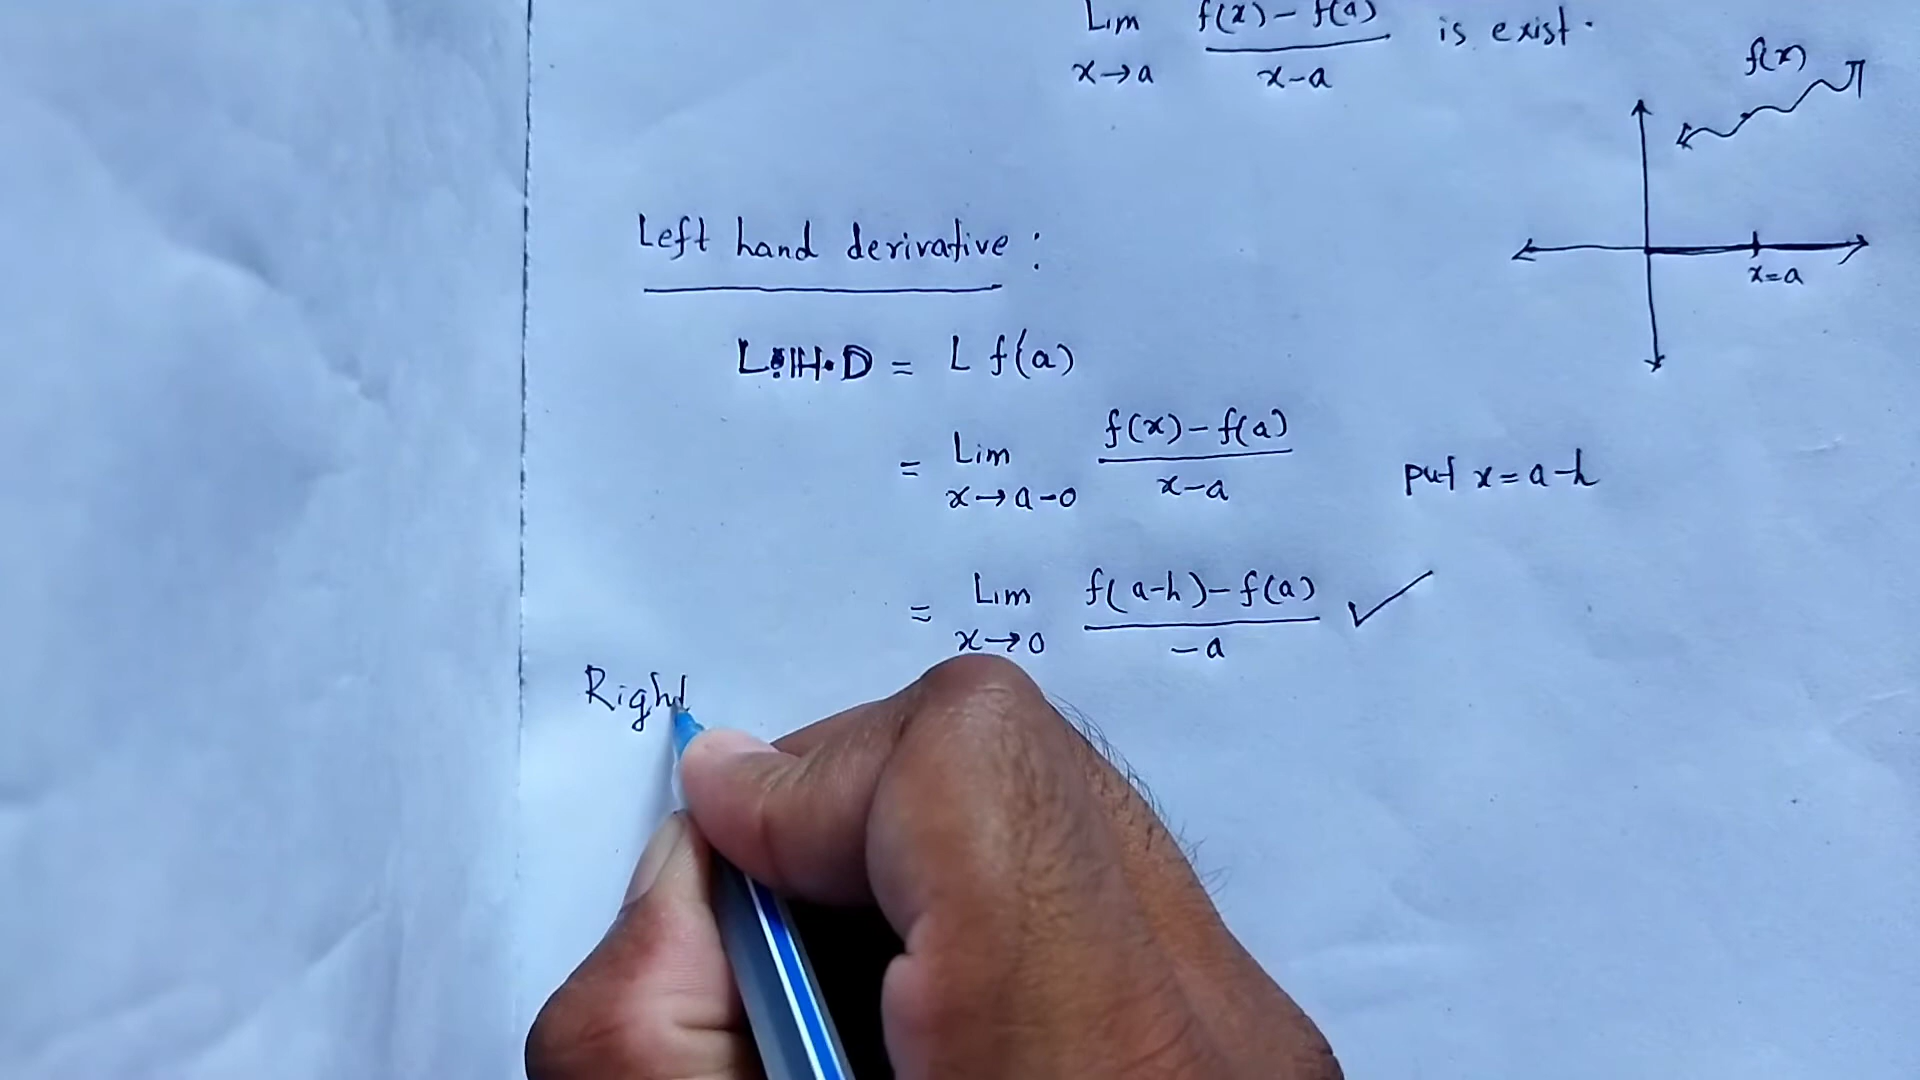 Lim f(x) - f(a) is exist.
x→a x-a
f(x)
x=a
Left hand derivative :
L.H.D = L f(a)
= Lim f(x) - f(a)
x→a-0 x-a
put x = a-h
= Lim f(a-h) - f(a) ✓
x→0 -a
Right